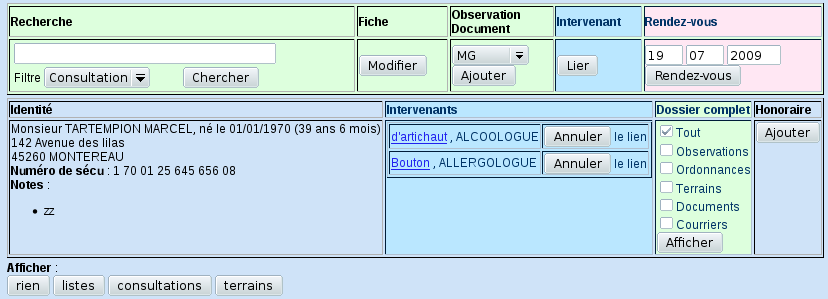 Recherche
Fiche
Observation
Document
Intervenant
Rendez-vous
Filtre Consultation Chercher
Modifier
MG
Ajouter
Lier
19 07 2009
Rendez-vous
Identité
Intervenants
Dossier complet
Honoraire
Monsieur TARTEMPION MARCEL, né le 01/01/1970 (39 ans 6 mois)
142 Avenue des lilas
45260 MONTEREAU
Numéro de sécu : 1 70 01 25 645 656 08
Notes :
• zz
d'artichaut , ALCOOLOGUE Annuler le lien
Bouton , ALLERGOLOGUE Annuler le lien
Tout
Observations
Ordonnances
Terrains
Documents
Courriers
Afficher
Ajouter
Afficher :
rien listes consultations terrains